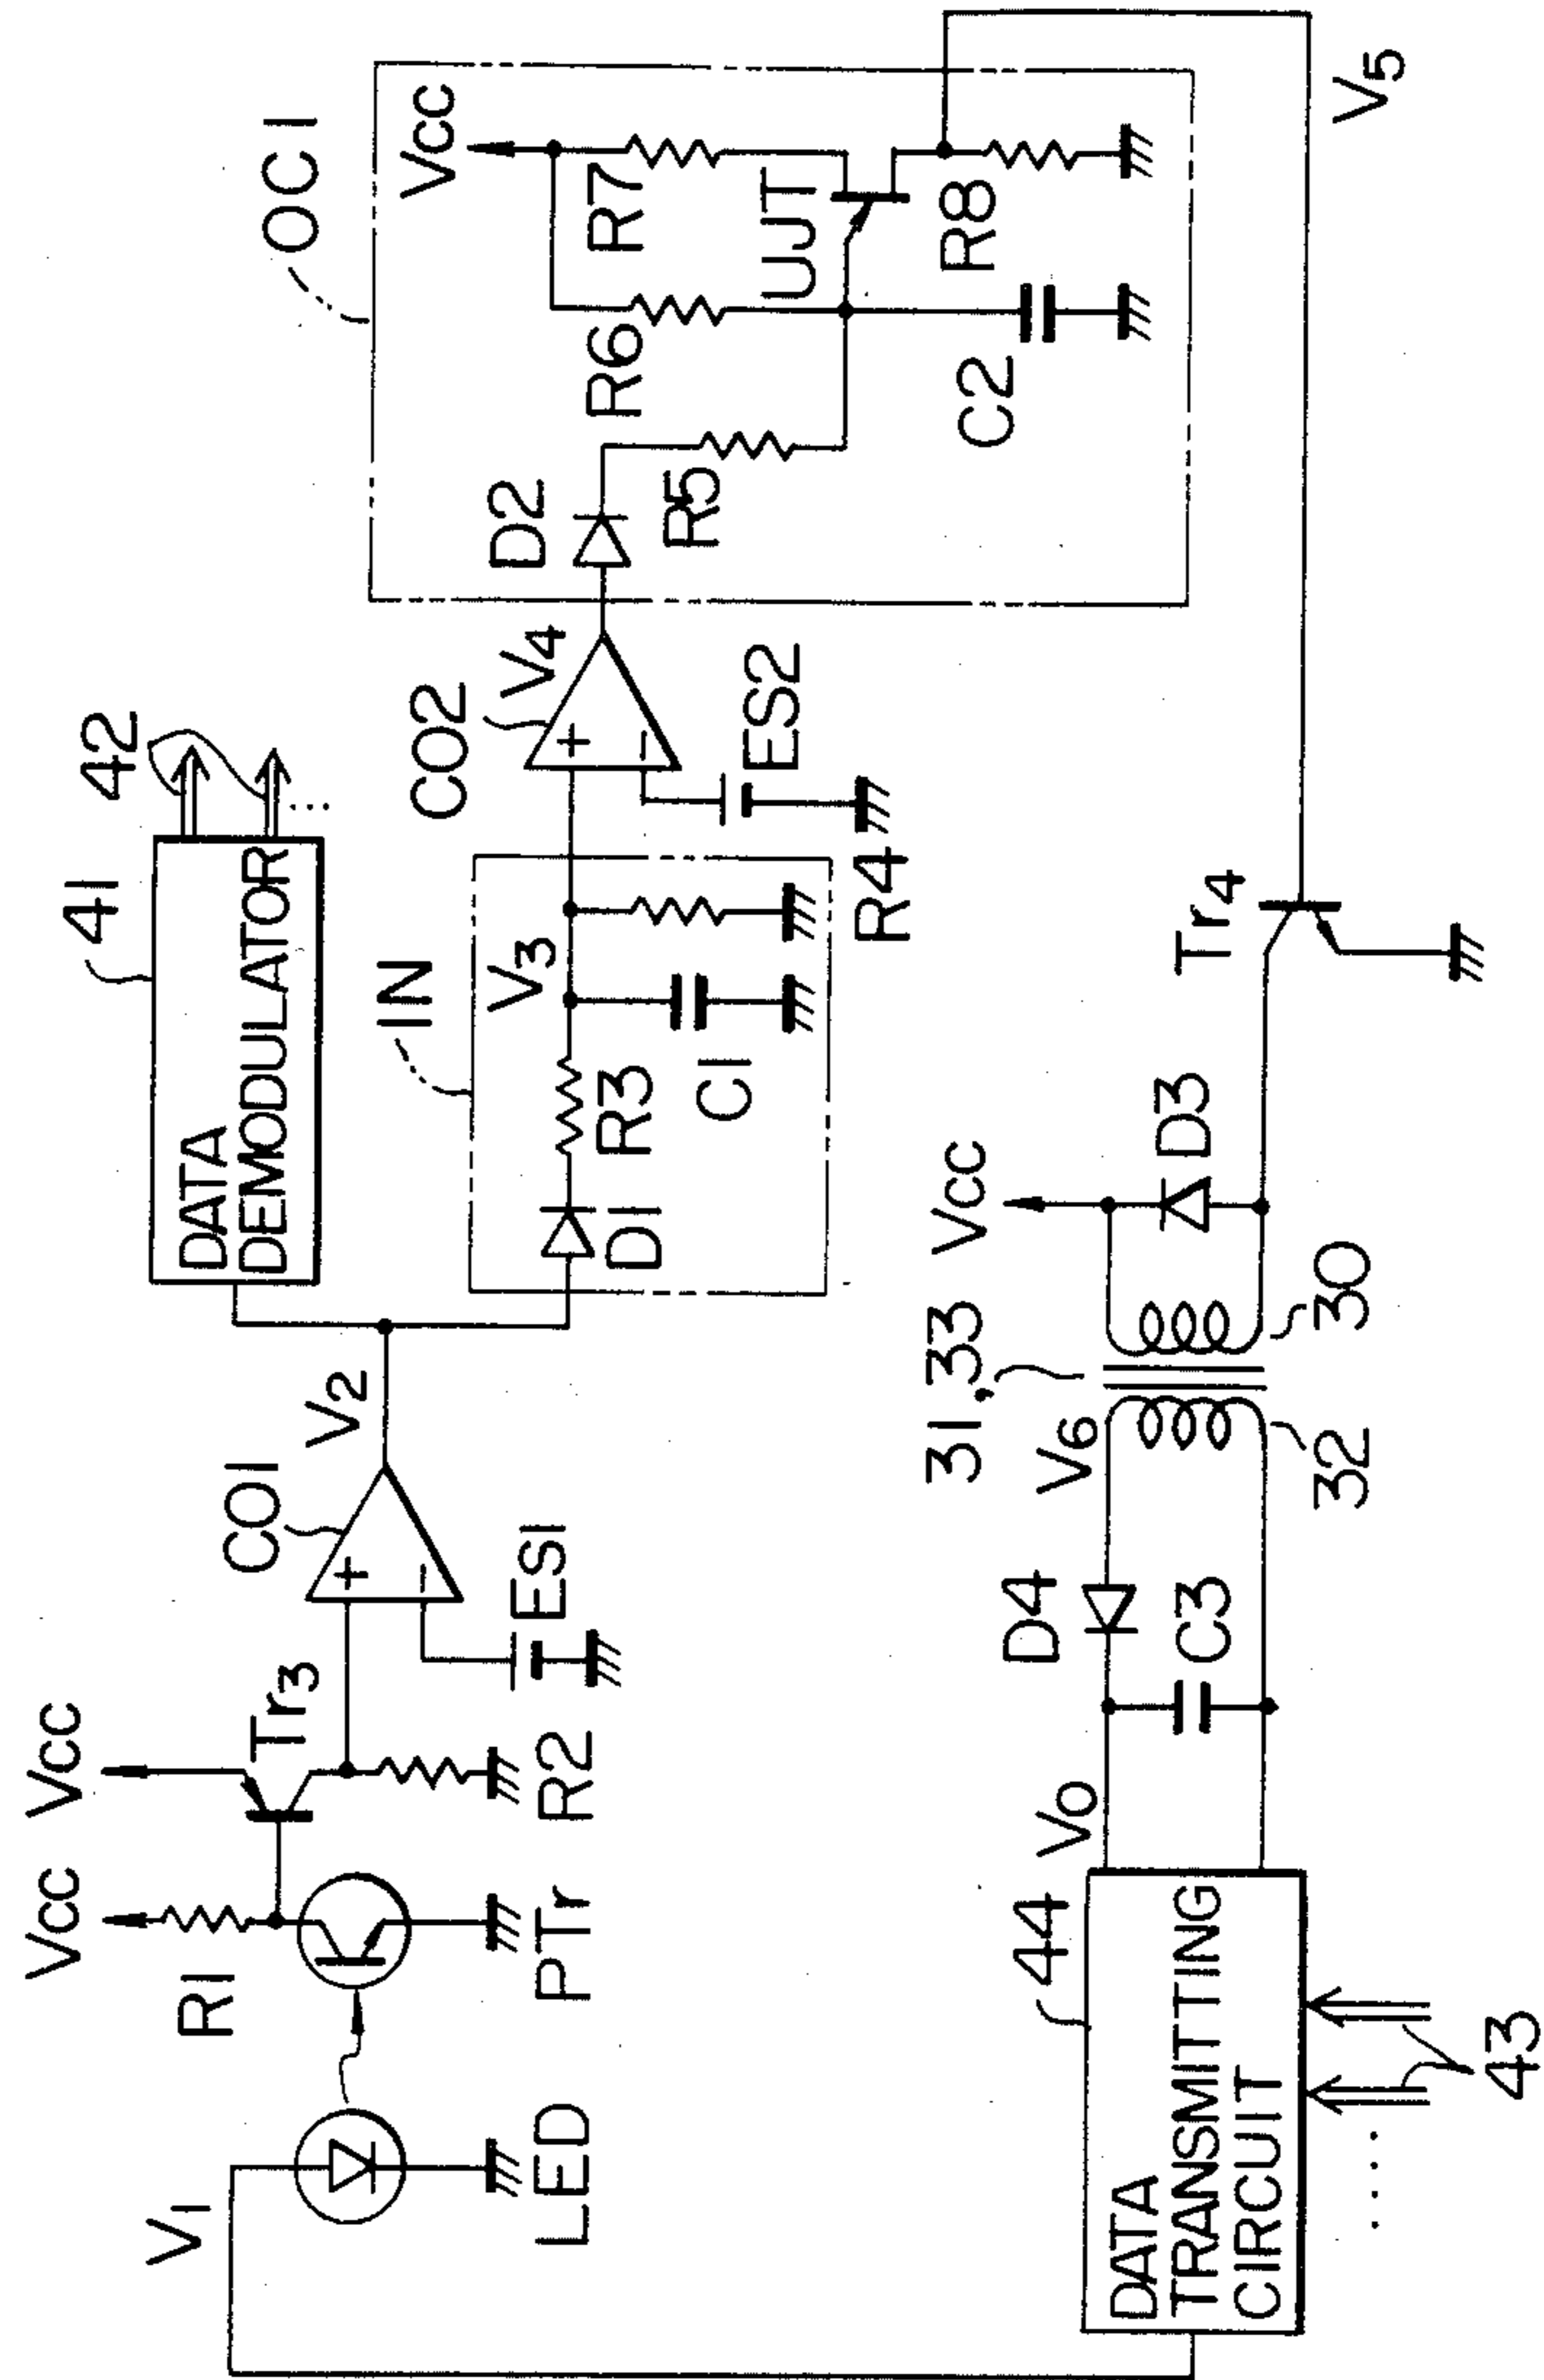 OC1
Vcc
R7
UJT
R8
R6
C2
D2
R5
V5
42
CO2
V4
ES2
41
DATA
DEMODULATOR
IN
V3
R4
R3
C1
D1
Tr4
Vcc
D3
31,33
30
V2
CO1
ES1
V6
32
D4
C3
Vcc
Tr3
R2
Vcc
R1
PTr
V0
44
V1
LED
DATA
TRANSMITTING
CIRCUIT
43